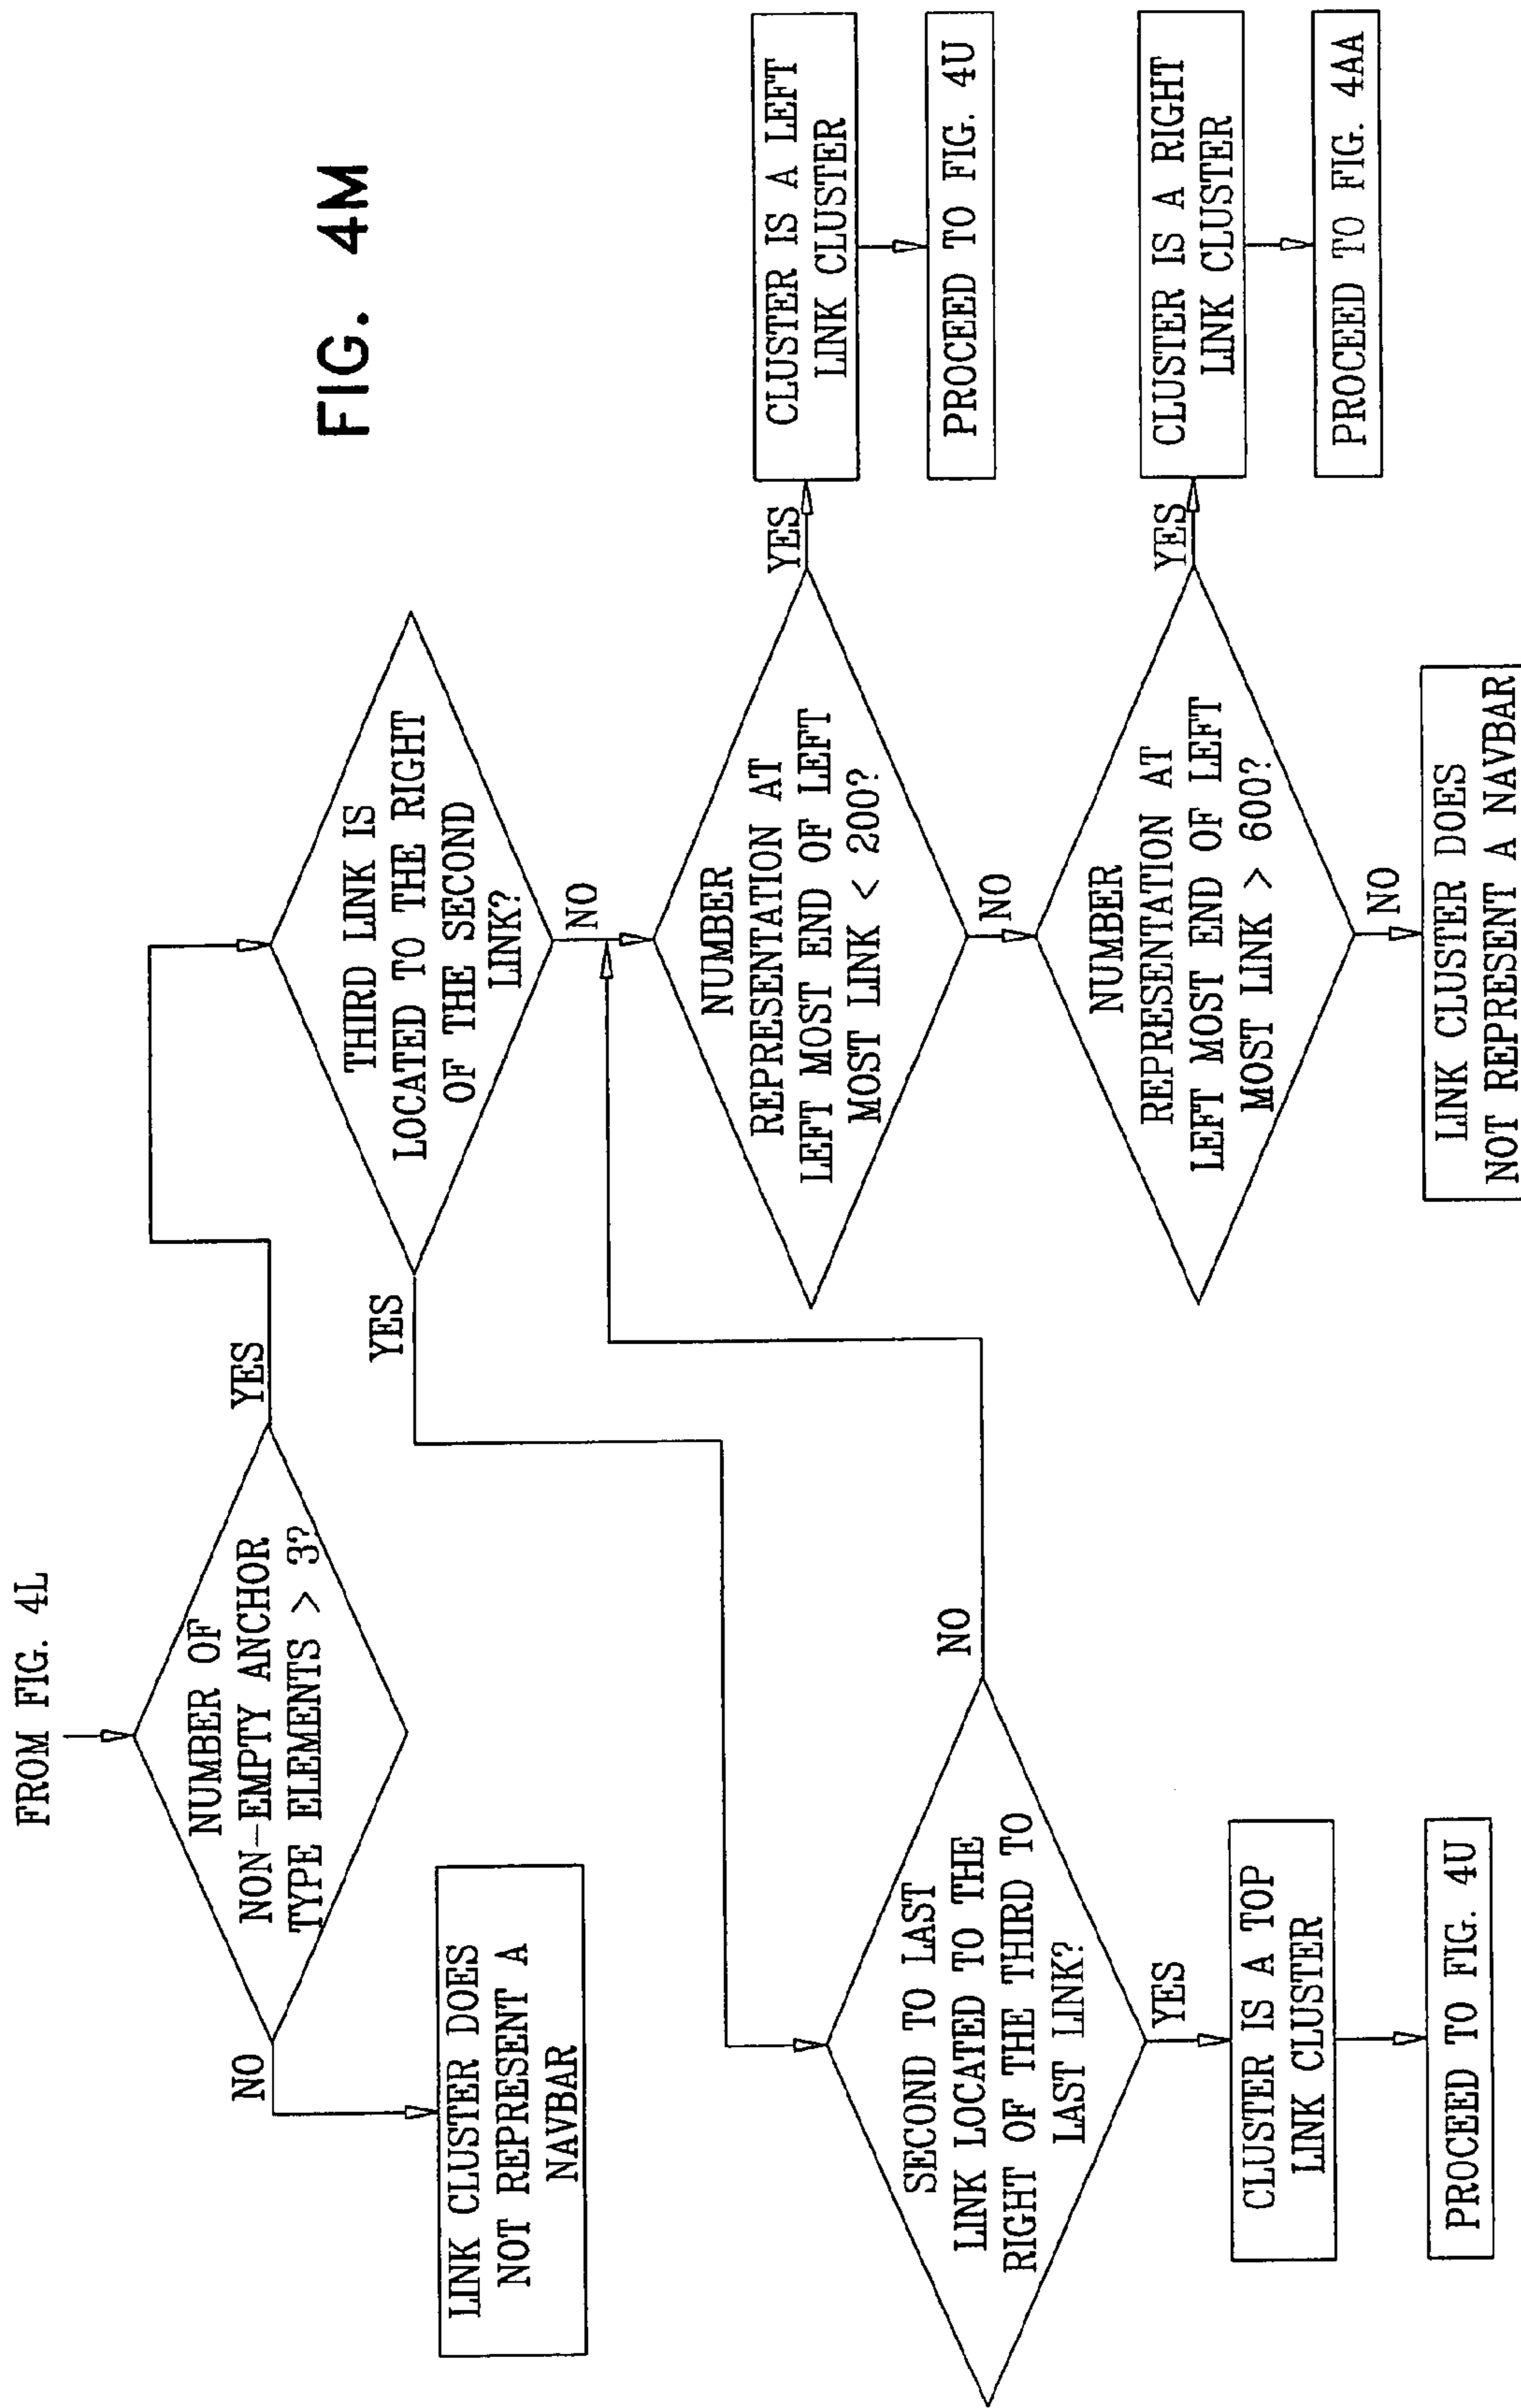 FIG. 4M
FROM FIG. 4L
NUMBER OF
NON-EMPTY ANCHOR
TYPE ELEMENTS > 3?
NO
YES
LINK CLUSTER DOES
NOT REPRESENT A
NAVBAR
THIRD LINK IS
LOCATED TO THE RIGHT
OF THE SECOND
LINK?
YES
NO
SECOND TO LAST
LINK LOCATED TO THE
RIGHT OF THE THIRD TO
LAST LINK?
NO
YES
CLUSTER IS A TOP
LINK CLUSTER
PROCEED TO FIG. 4U
NUMBER
REPRESENTATION AT
LEFT MOST END OF LEFT
MOST LINK < 200?
YES
NO
CLUSTER IS A LEFT
LINK CLUSTER
PROCEED TO FIG. 4U
NUMBER
REPRESENTATION AT
LEFT MOST END OF LEFT
MOST LINK > 600?
YES
NO
CLUSTER IS A RIGHT
LINK CLUSTER
PROCEED TO FIG. 4AA
LINK CLUSTER DOES
NOT REPRESENT A NAVBAR